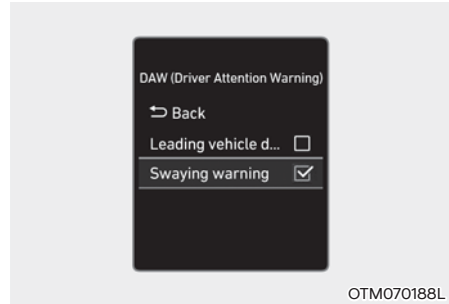 DAW (Driver Attention Warning)
Back
Leading vehicle d...
Swaying warning
OTM070188L